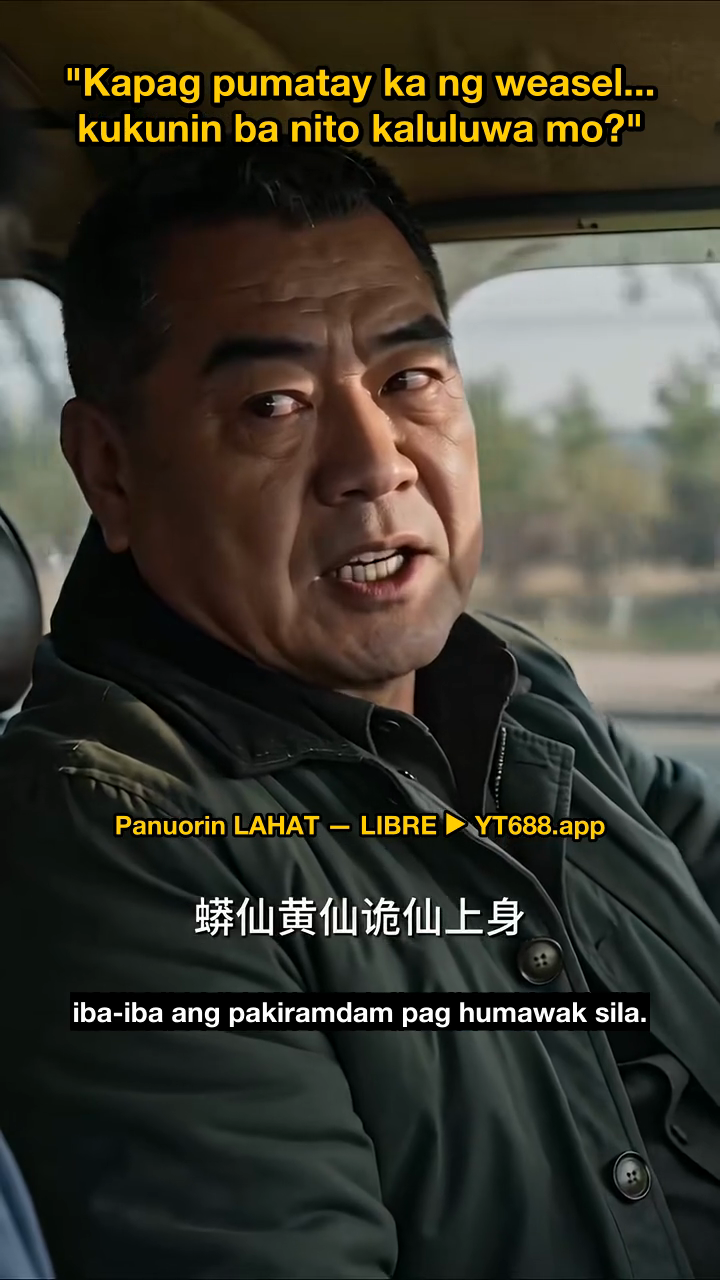 "Kapag pumatay ka ng weasel...
kukunin ba nito kaluluwa mo?"
Panuorin LAHAT — LIBRE ▶ YT688.app
蟒仙黄仙诡仙上身
iba-iba ang pakiramdam pag humawak sila.